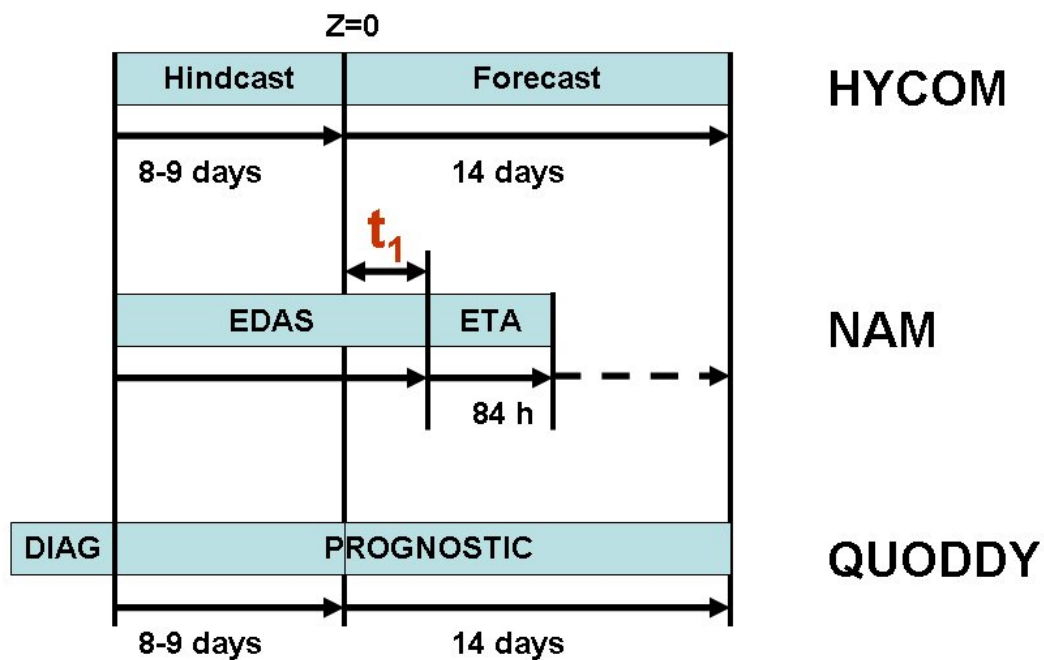 Z=0
Hindcast Forecast HYCOM
8-9 days 14 days
t1
EDAS ETA NAM
84 h
DIAG PROGNOSTIC QUODDY
8-9 days 14 days